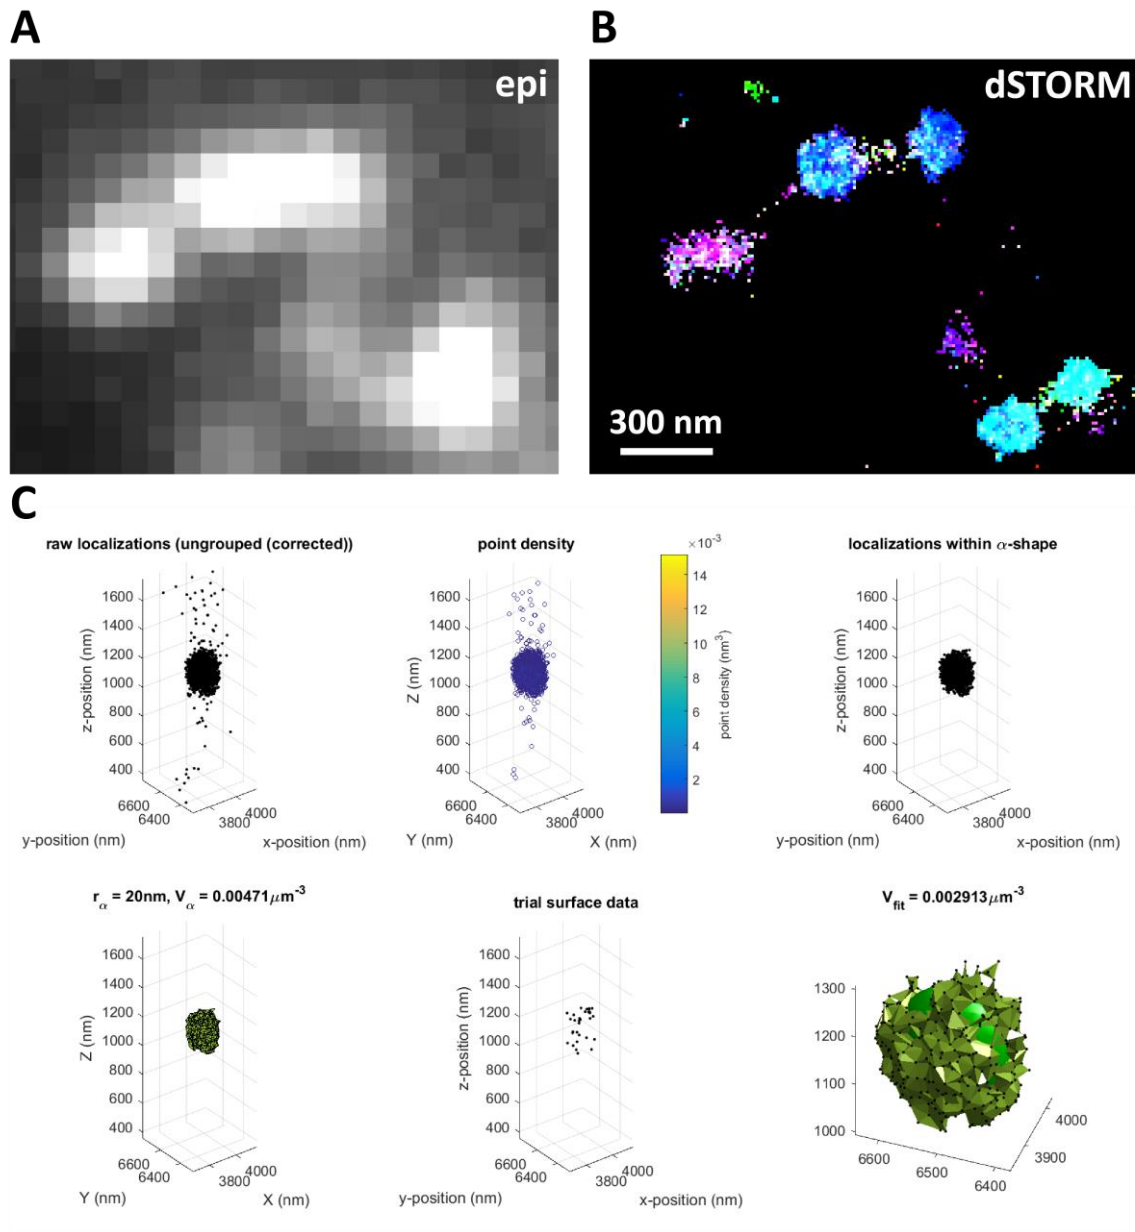 A
epi
B
dSTORM
300 nm
C
raw localizations (ungrouped (corrected))
1600
1400
1200
1000
800
600
400
z-position (nm)
6600
6400
4000
3800
y-position (nm)
x-position (nm)
point density
1600
1400
1200
1000
800
600
400
Z (nm)
6600
6400
4000
3800
Y (nm)
X (nm)
×10⁻³
14
12
10
8
6
4
2
point density (nm³)
localizations within α-shape
1600
1400
1200
1000
800
600
400
z-position (nm)
6600
6400
4000
3800
y-position (nm)
x-position (nm)
r_α = 20nm, V_α = 0.00471μm⁻³
1600
1400
1200
1000
800
600
400
Z (nm)
6600
6400
4000
3800
Y (nm)
X (nm)
trial surface data
1600
1400
1200
1000
800
600
400
z-position (nm)
6600
6400
4000
3800
y-position (nm)
x-position (nm)
V_fit = 0.002913μm⁻³
1300
1200
1100
1000
6600
6500
6400
4000
3900